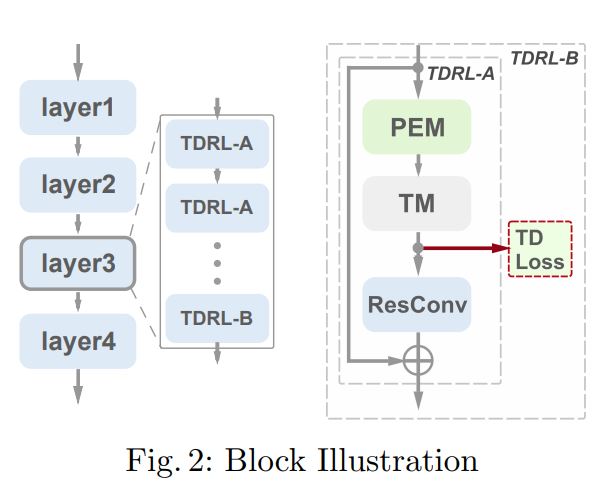 layer1
layer2
layer3
layer4
TDRL-A
TDRL-A
TDRL-B
TDRL-B
TDRL-A
PEM
TM
TD
Loss
ResConv
Fig. 2: Block Illustration